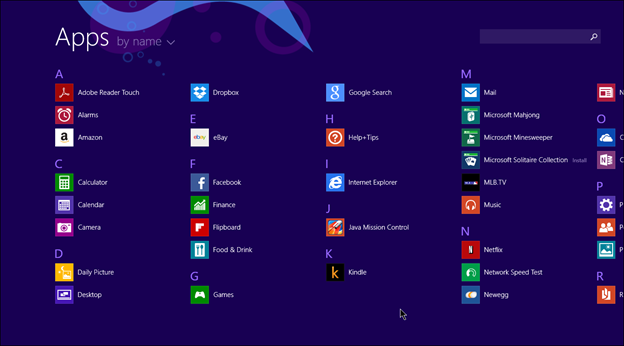 Apps by name
A
Adobe Reader Touch
Alarms
Amazon
C
Calculator
Calendar
Camera
D
Daily Picture
Desktop
Dropbox
E
eBay
F
Facebook
Finance
Flipboard
Food & Drink
G
Games
Google Search
H
Help+Tips
I
Internet Explorer
J
Java Mission Control
K
Kindle
M
Mail
Microsoft Mahjong
Microsoft Minesweeper
Microsoft Solitaire Collection Install
MLB.TV
Music
N
Netflix
Network Speed Test
Newegg
O
P
R